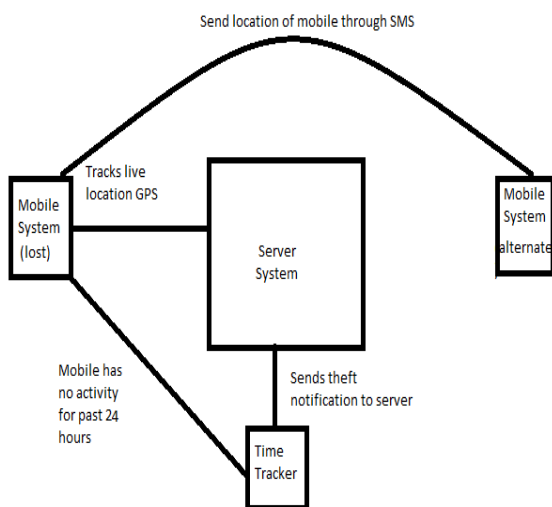 Send location of mobile through SMS
Tracks live
location GPS
Mobile
System
(lost)
Server
System
Mobile
System
alternate
Mobile has
no activity
for past 24
hours
Sends theft
notification to server
Time
Tracker